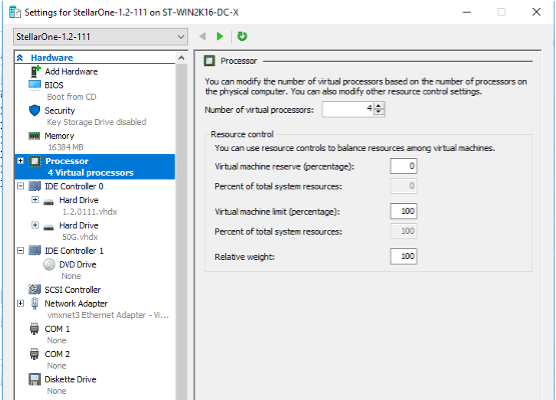 Settings for StellarOne-1.2-111 on ST-WIN2K16-DC-X
StellarOne-1.2-111
Hardware
Add Hardware
BIOS
Boot from CD
Security
Key Storage Drive disabled
Memory
16384 MB
Processor
4 Virtual processors
IDE Controller 0
Hard Drive
1.2.0111.vhdx
Hard Drive
50G.vhdx
IDE Controller 1
DVD Drive
None
SCSI Controller
Network Adapter
vmxnet3 Ethernet Adapter - Vi...
COM 1
None
COM 2
None
Diskette Drive
None
Processor
You can modify the number of virtual processors based on the number of processors on
the physical computer. You can also modify other resource control settings.
Number of virtual processors: 4
Resource control
You can use resource controls to balance resources among virtual machines.
Virtual machine reserve (percentage): 0
Percent of total system resources: 0
Virtual machine limit (percentage): 100
Percent of total system resources: 100
Relative weight: 100